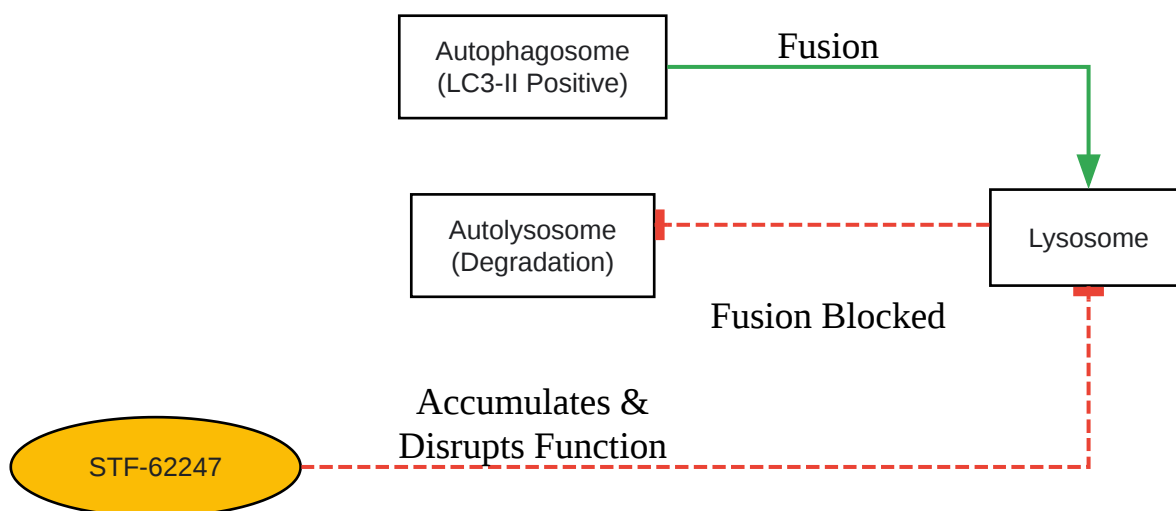 Autophagosome
(LC3-II Positive)
Fusion
Autolysosome
(Degradation)
Lysosome
Fusion Blocked
Accumulates &
Disrupts Function
STF-62247